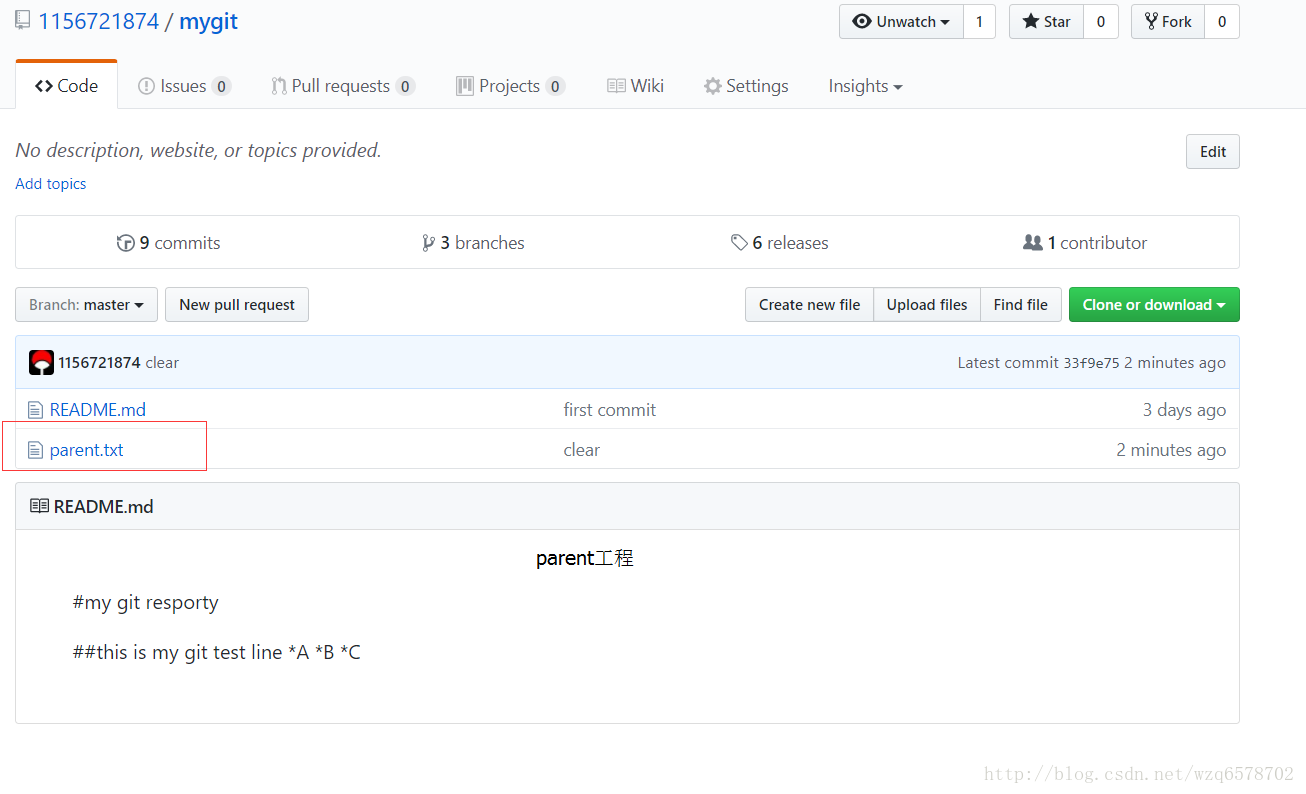 1156721874 / mygit
Unwatch 1 Star 0 Fork 0
Code Issues 0 Pull requests 0 Projects 0 Wiki Settings Insights
No description, website, or topics provided. Edit
Add topics
9 commits 3 branches 6 releases 1 contributor
Branch: master New pull request Create new file Upload files Find file Clone or download
1156721874 clear Latest commit 33f9e75 2 minutes ago
README.md first commit 3 days ago
parent.txt clear 2 minutes ago
README.md
parent工程
#my git resporty
##this is my git test line *A *B *C
http://blog.csdn.net/wzq6578702